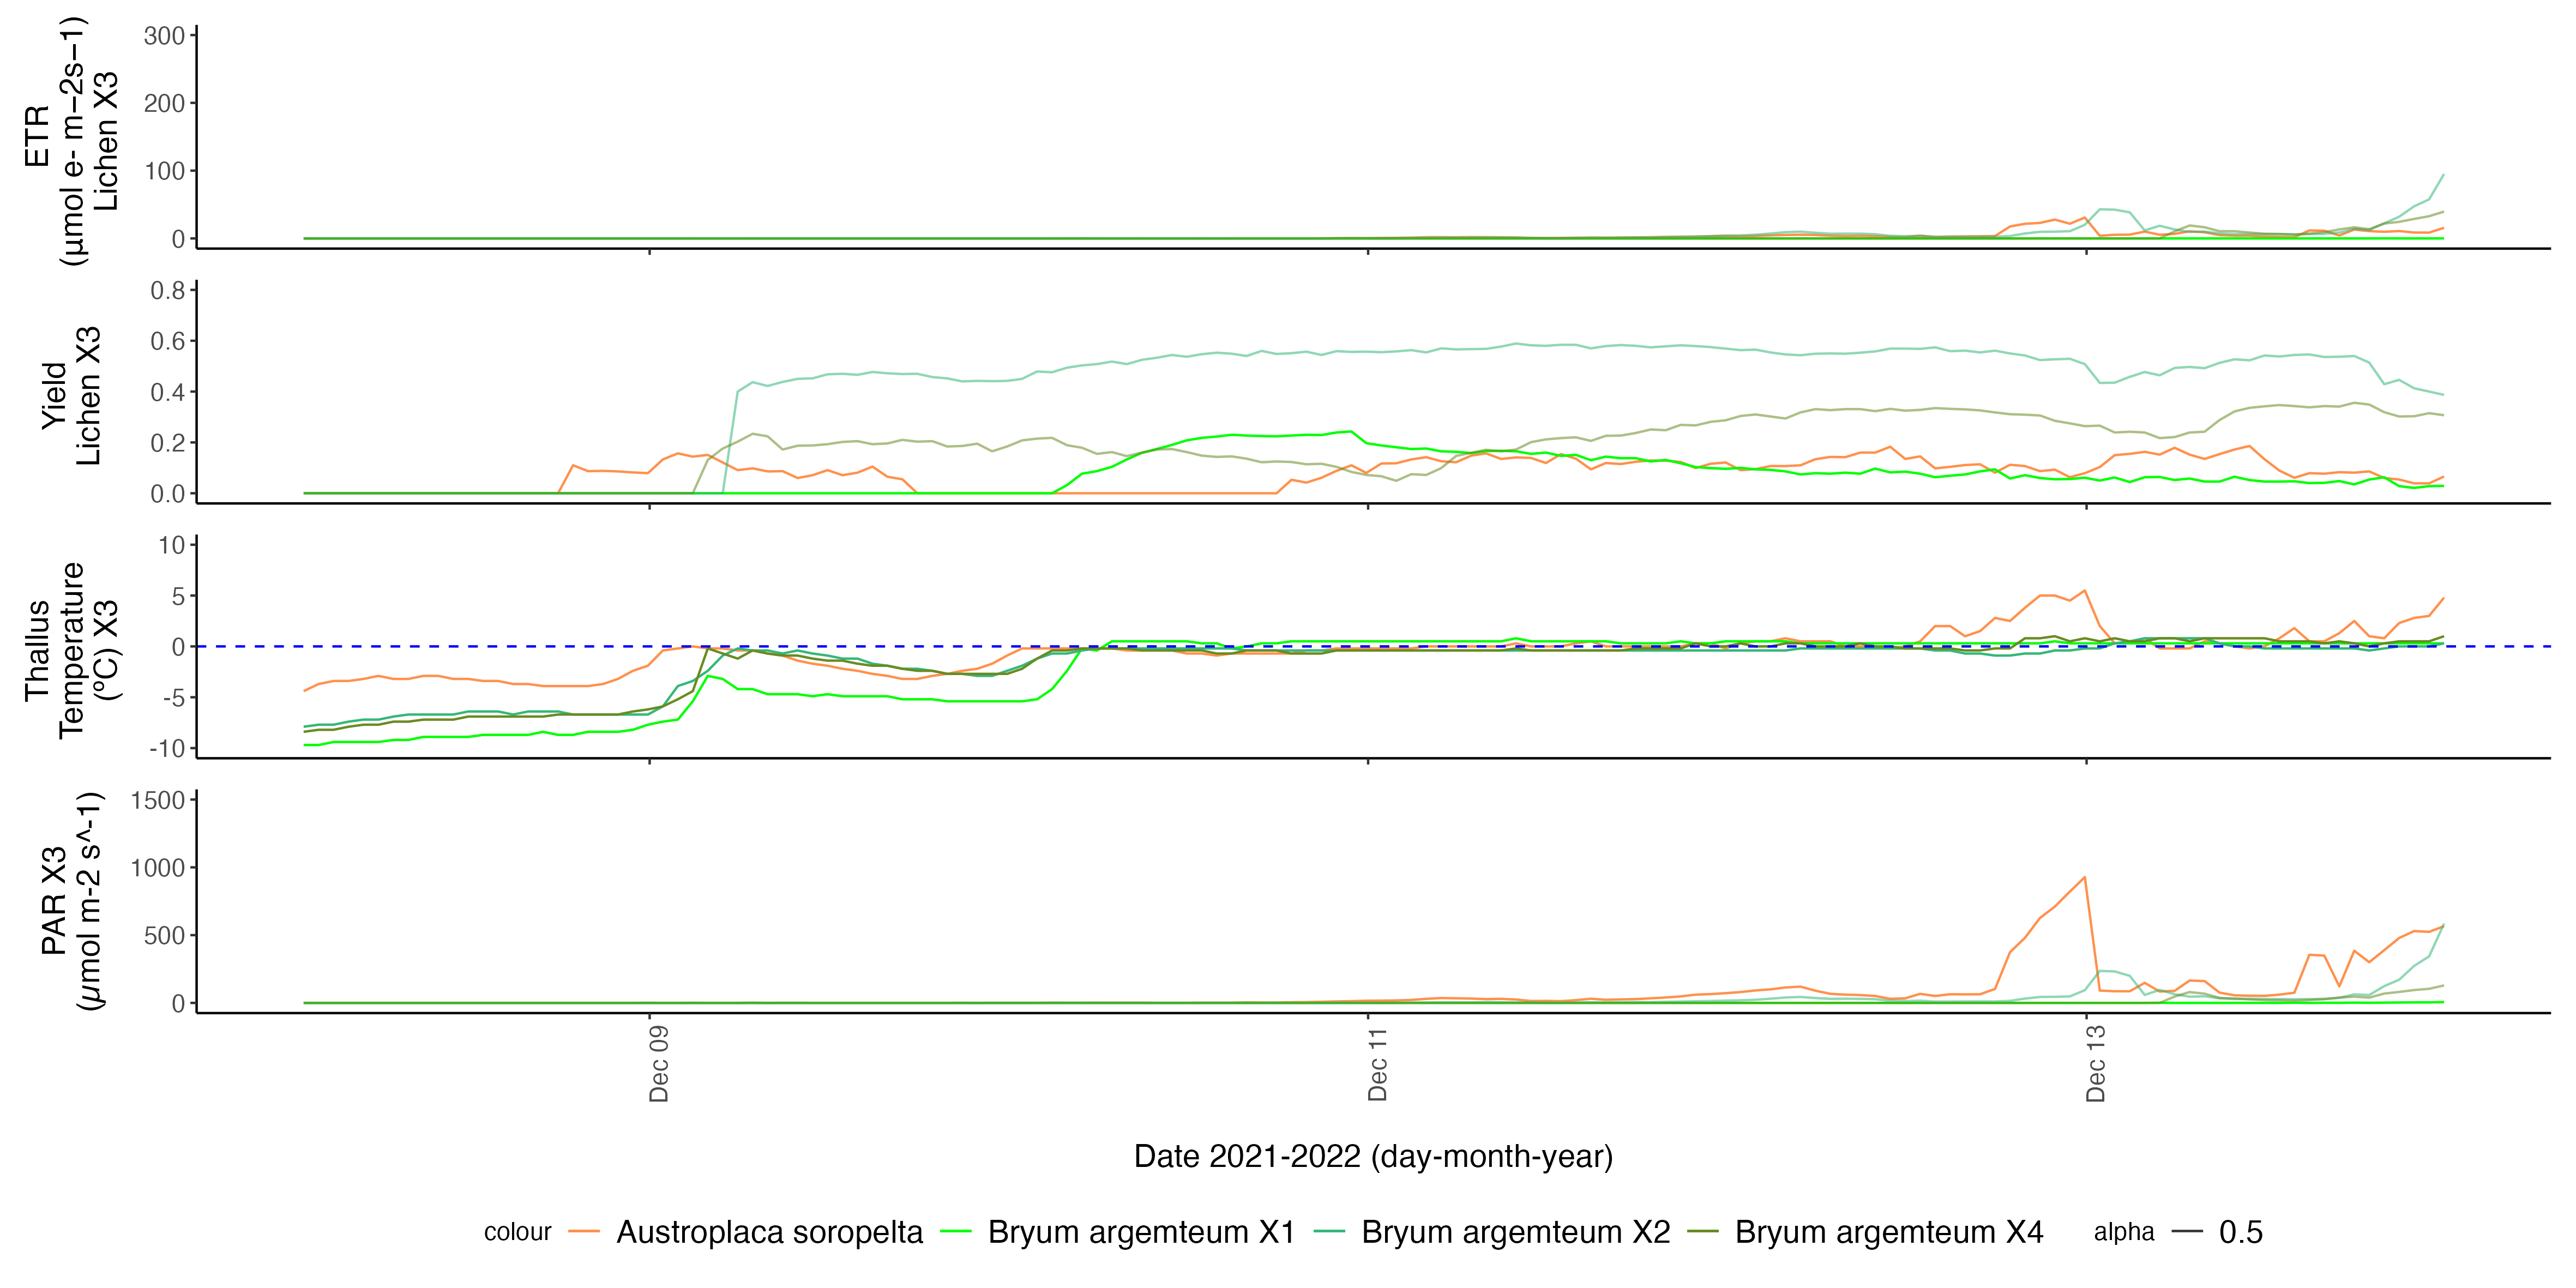 ETR
(µmol e- m−2s−1)
Lichen X3
300
200
100
0
Yield
Lichen X3
0.8
0.6
0.4
0.2
0.0
Thallus
Temperature
(ºC) X3
10
5
0
-5
-10
PAR X3
(µmol m-2 s^-1)
1500
1000
500
0
Dec 09
Dec 11
Dec 13
Date 2021-2022 (day-month-year)
colour Austroplaca soropelta Bryum argemteum X1 Bryum argemteum X2 Bryum argemteum X4 alpha 0.5